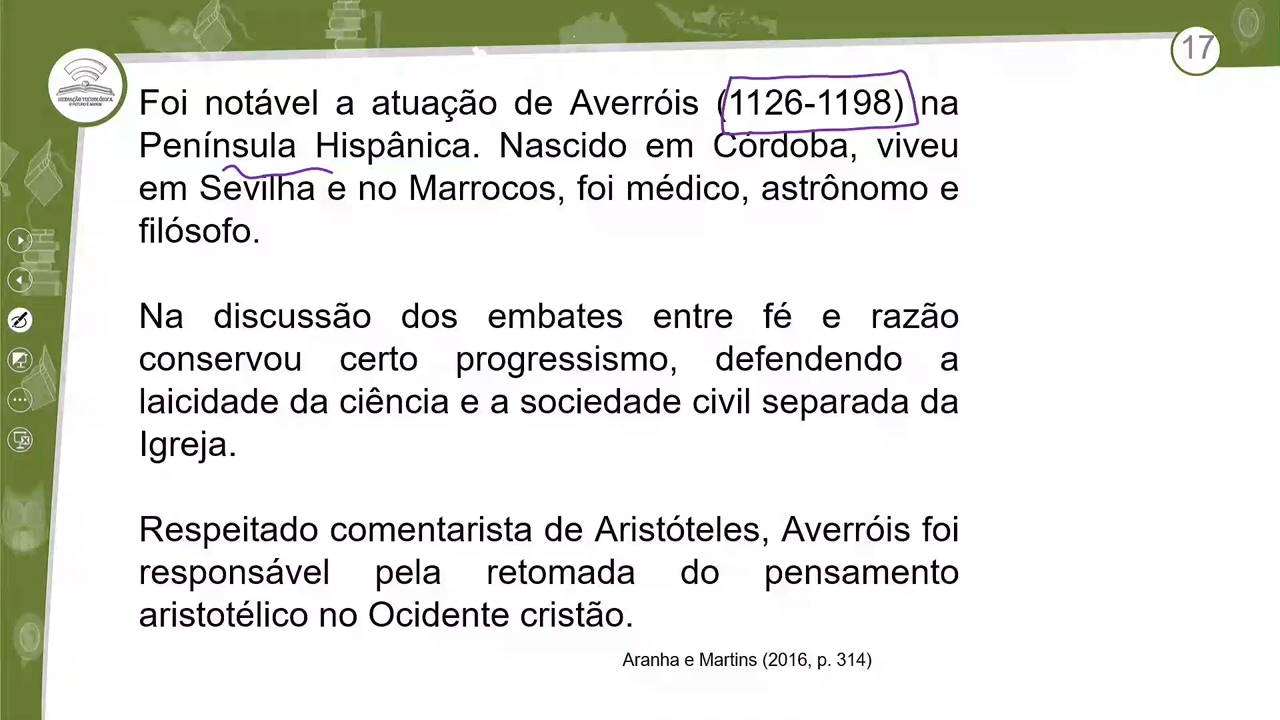 17
MEDIAÇÃO TECNOLÓGICA
Foi notável a atuação de Averróis (1126-1198) na
Península Hispânica. Nascido em Córdoba, viveu
em Sevilha e no Marrocos, foi médico, astrônomo e
filósofo.
Na discussão dos embates entre fé e razão
conservou certo progressismo, defendendo a
laicidade da ciência e a sociedade civil separada da
Igreja.
Respeitado comentarista de Aristóteles, Averróis foi
responsável pela retomada do pensamento
aristotélico no Ocidente cristão.
Aranha e Martins (2016, p. 314)